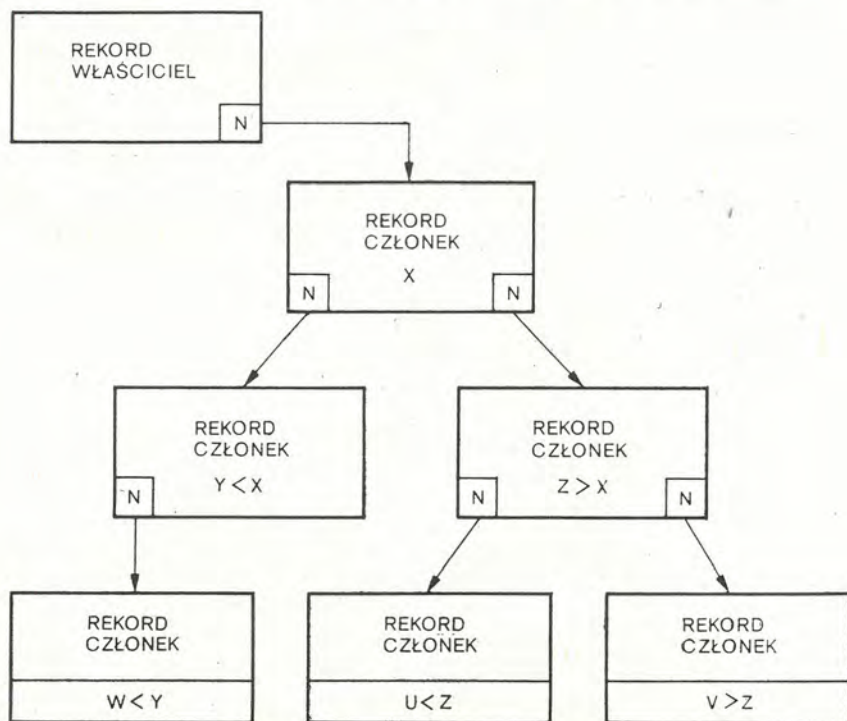 REKORD
WŁAŚCICIEL
N
REKORD
CZŁONEK
X
N N
REKORD
CZŁONEK
Y < X
N
REKORD
CZŁONEK
Z > X
N N
REKORD
CZŁONEK
W < Y
REKORD
CZŁONEK
U < Z
REKORD
CZŁONEK
V > Z